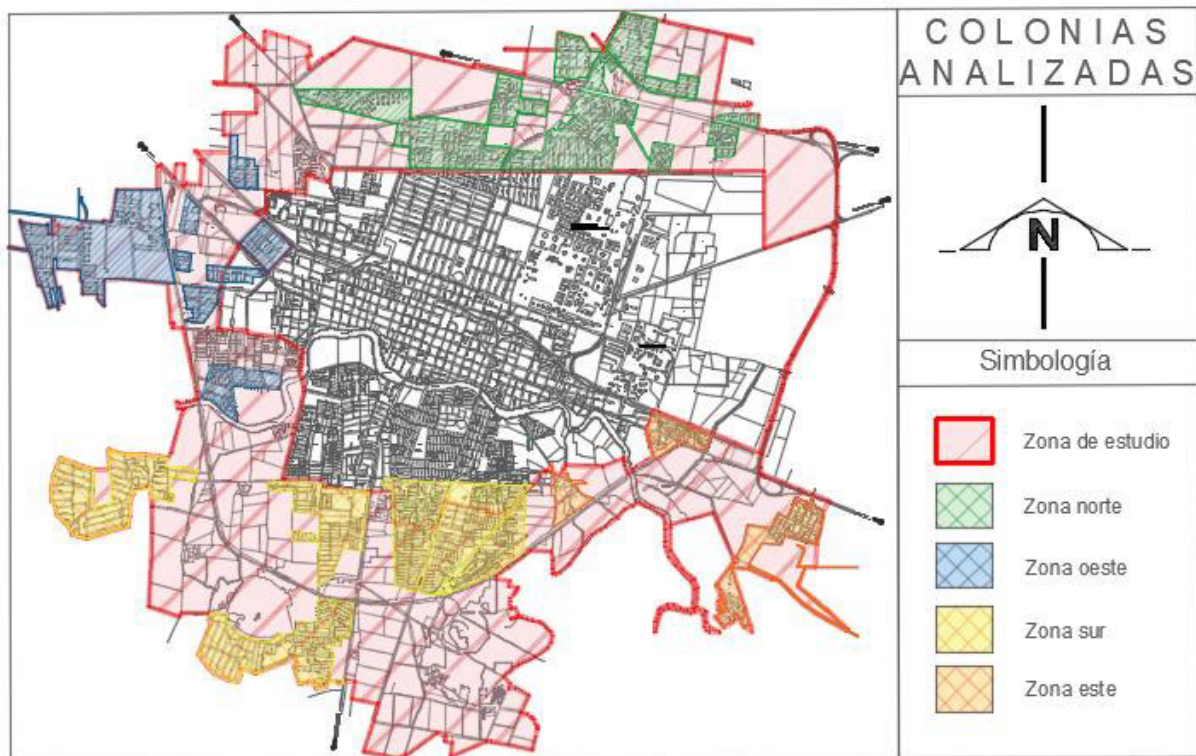 COLONIAS
ANALIZADAS
N
Simbología
Zona de estudio
Zona norte
Zona oeste
Zona sur
Zona este